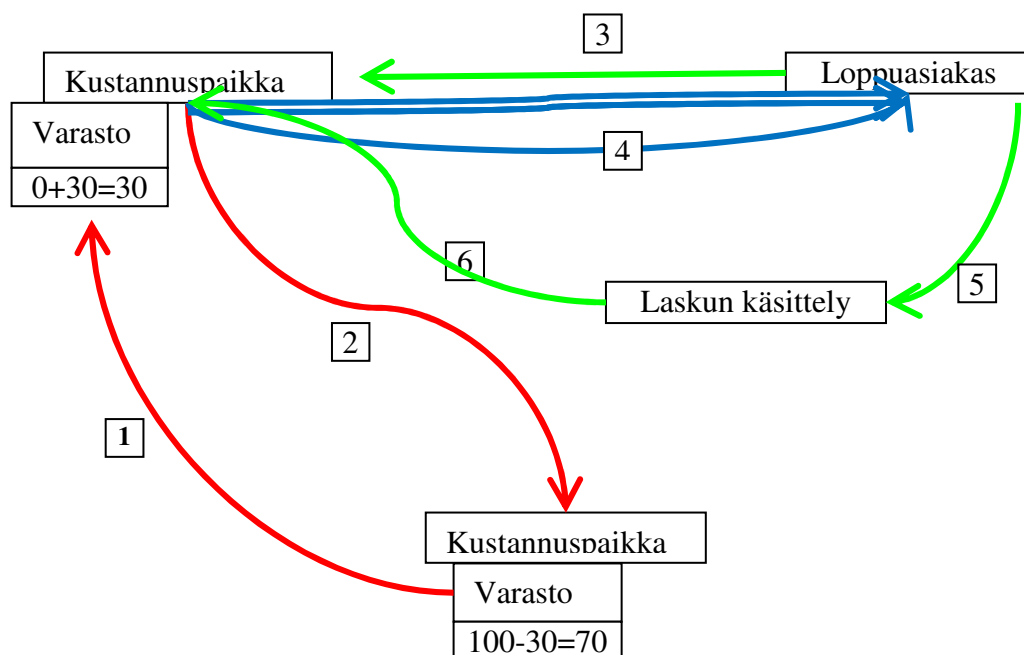 3
Kustannuspaikka
Loppuasiakas
Varasto
4
0+30=30
6
5
Laskun käsittely
2
1
Kustannuspaikka
Varasto
100-30=70